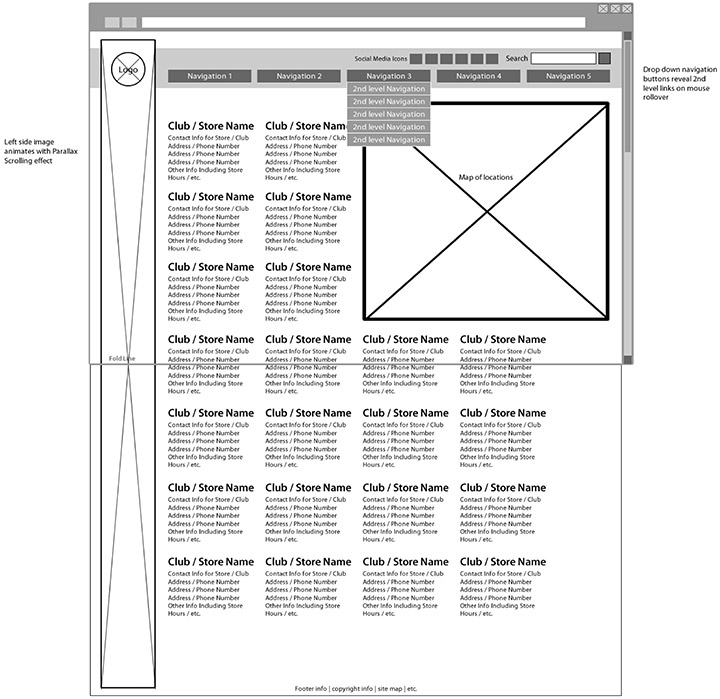 Social Media Icons
Search
Logo
Navigation 1
Navigation 2
Navigation 3
Navigation 4
Navigation 5
2nd level Navigation
2nd level Navigation
2nd level Navigation
2nd level Navigation
2nd level Navigation
Drop down navigation
buttons reveal 2nd
level links on mouse
rollover
Left side image
animates with Parallax
Scrolling effect
Map of locations
Club / Store Name
Contact Info for Store / Club
Address / Phone Number
Address / Phone Number
Address / Phone Number
Other Info Including Store
Hours / etc.
Club / Store Name
Contact Info for Store / Club
Address / Phone Number
Address / Phone Number
Address / Phone Number
Other Info Including Store
Hours / etc.
Club / Store Name
Contact Info for Store / Club
Address / Phone Number
Address / Phone Number
Address / Phone Number
Other Info Including Store
Hours / etc.
Club / Store Name
Contact Info for Store / Club
Address / Phone Number
Address / Phone Number
Address / Phone Number
Other Info Including Store
Hours / etc.
Club / Store Name
Contact Info for Store / Club
Address / Phone Number
Address / Phone Number
Address / Phone Number
Other Info Including Store
Hours / etc.
Club / Store Name
Contact Info for Store / Club
Address / Phone Number
Address / Phone Number
Address / Phone Number
Other Info Including Store
Hours / etc.
Fold Line
Club / Store Name
Contact Info for Store / Club
Address / Phone Number
Address / Phone Number
Address / Phone Number
Other Info Including Store
Hours / etc.
Club / Store Name
Contact Info for Store / Club
Address / Phone Number
Address / Phone Number
Address / Phone Number
Other Info Including Store
Hours / etc.
Club / Store Name
Contact Info for Store / Club
Address / Phone Number
Address / Phone Number
Address / Phone Number
Other Info Including Store
Hours / etc.
Club / Store Name
Contact Info for Store / Club
Address / Phone Number
Address / Phone Number
Address / Phone Number
Other Info Including Store
Hours / etc.
Club / Store Name
Contact Info for Store / Club
Address / Phone Number
Address / Phone Number
Address / Phone Number
Other Info Including Store
Hours / etc.
Club / Store Name
Contact Info for Store / Club
Address / Phone Number
Address / Phone Number
Address / Phone Number
Other Info Including Store
Hours / etc.
Club / Store Name
Contact Info for Store / Club
Address / Phone Number
Address / Phone Number
Address / Phone Number
Other Info Including Store
Hours / etc.
Club / Store Name
Contact Info for Store / Club
Address / Phone Number
Address / Phone Number
Address / Phone Number
Other Info Including Store
Hours / etc.
Club / Store Name
Contact Info for Store / Club
Address / Phone Number
Address / Phone Number
Address / Phone Number
Other Info Including Store
Hours / etc.
Club / Store Name
Contact Info for Store / Club
Address / Phone Number
Address / Phone Number
Address / Phone Number
Other Info Including Store
Hours / etc.
Club / Store Name
Contact Info for Store / Club
Address / Phone Number
Address / Phone Number
Address / Phone Number
Other Info Including Store
Hours / etc.
Club / Store Name
Contact Info for Store / Club
Address / Phone Number
Address / Phone Number
Address / Phone Number
Other Info Including Store
Hours / etc.
Club / Store Name
Contact Info for Store / Club
Address / Phone Number
Address / Phone Number
Address / Phone Number
Other Info Including Store
Hours / etc.
Club / Store Name
Contact Info for Store / Club
Address / Phone Number
Address / Phone Number
Address / Phone Number
Other Info Including Store
Hours / etc.
Club / Store Name
Contact Info for Store / Club
Address / Phone Number
Address / Phone Number
Address / Phone Number
Other Info Including Store
Hours / etc.
Club / Store Name
Contact Info for Store / Club
Address / Phone Number
Address / Phone Number
Address / Phone Number
Other Info Including Store
Hours / etc.
Footer info | copyright info | site map | etc.